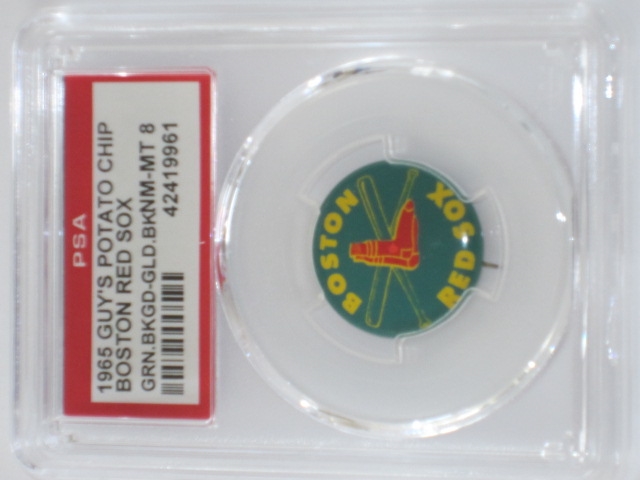 PSA
1965 GUY'S POTATO CHIP
BOSTON RED SOX
GRN.BKGD-GLD.BKNM-MT 8
42419961
BOSTON
RED SOX